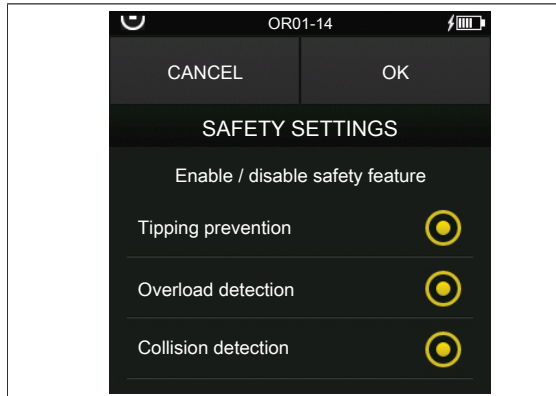 OR01-14
CANCEL OK
SAFETY SETTINGS
Enable / disable safety feature
Tipping prevention
Overload detection
Collision detection